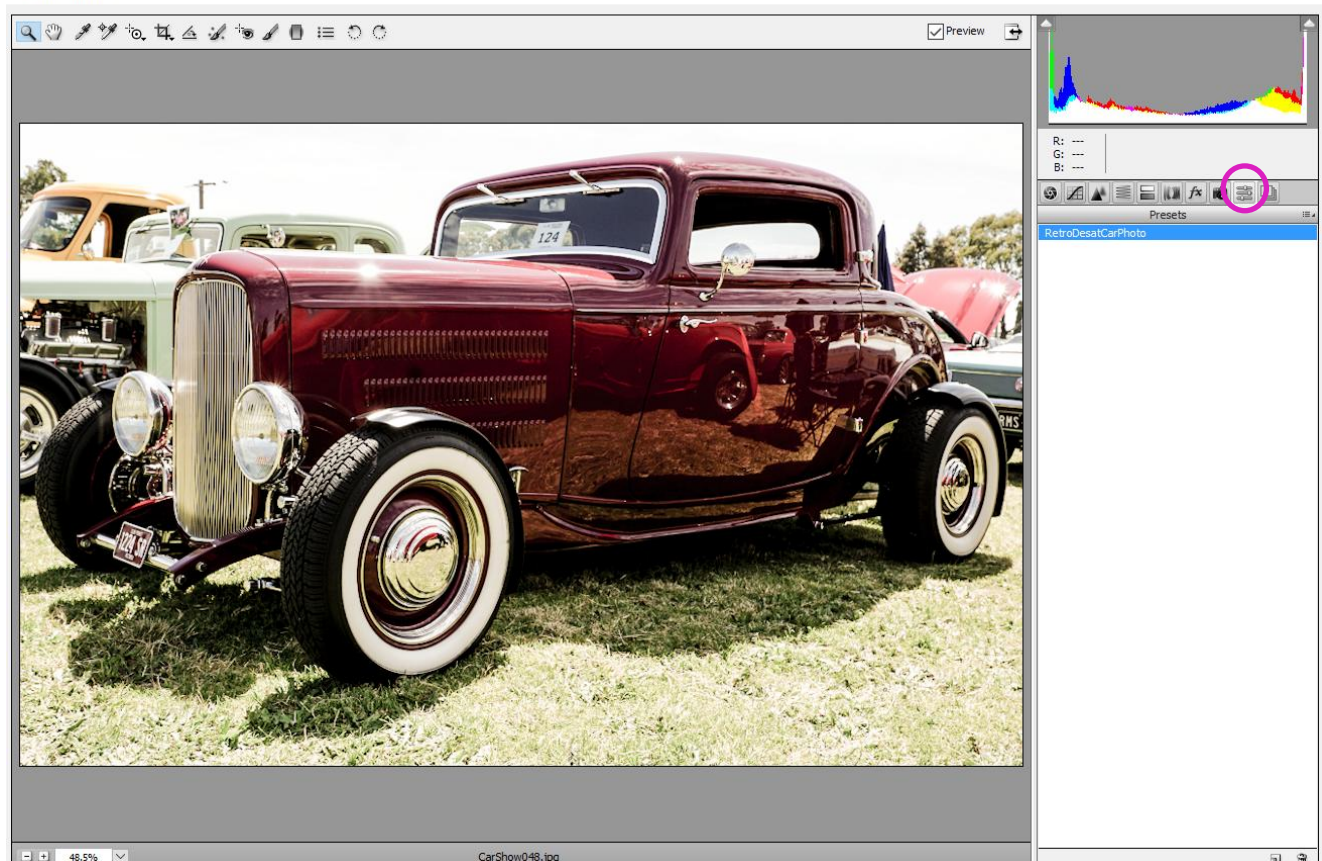 Preview
R: ---
G: ---
B: ---
fx
Presets
RetroDesatCarPhoto
124
48.5%
CarShow048.jpg